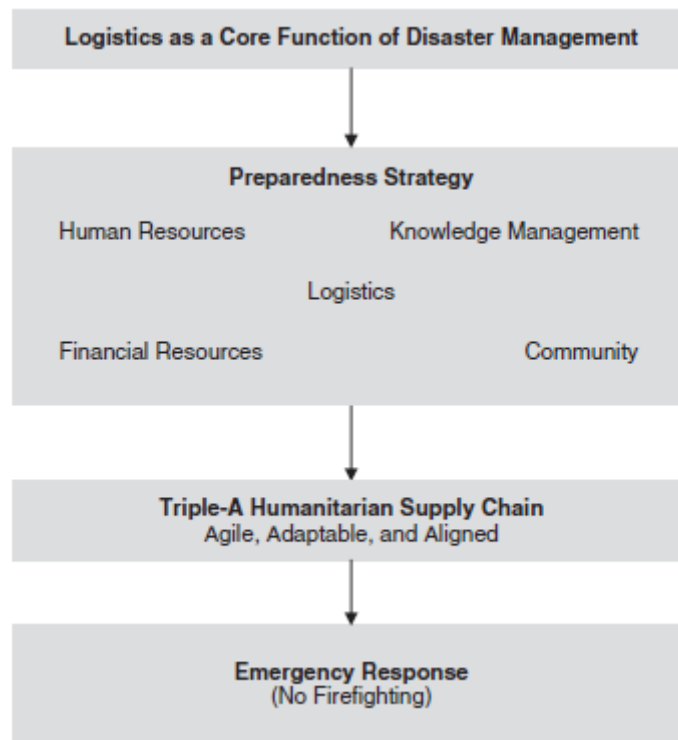 Logistics as a Core Function of Disaster Management
Preparedness Strategy
Human Resources Knowledge Management
Logistics
Financial Resources Community
Triple-A Humanitarian Supply Chain
Agile, Adaptable, and Aligned
Emergency Response
(No Firefighting)